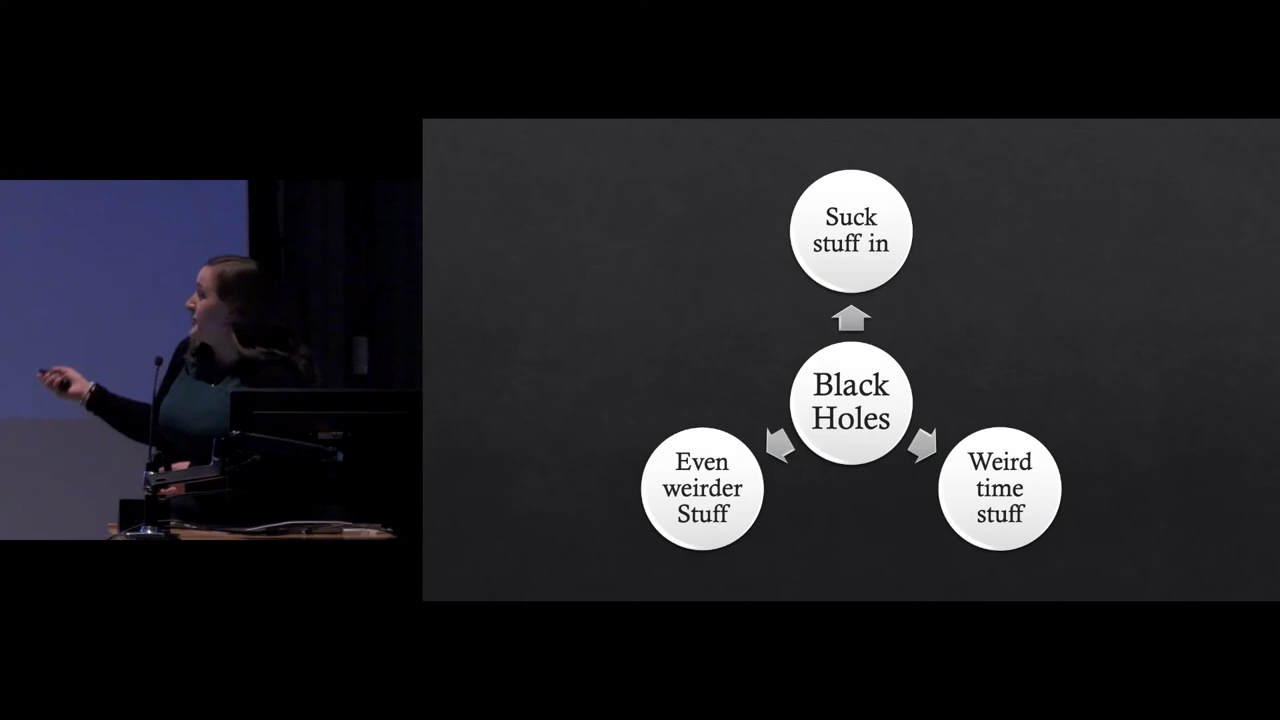 Suck
stuff in
Black
Holes
Even
weirder
Stuff
Weird
time
stuff